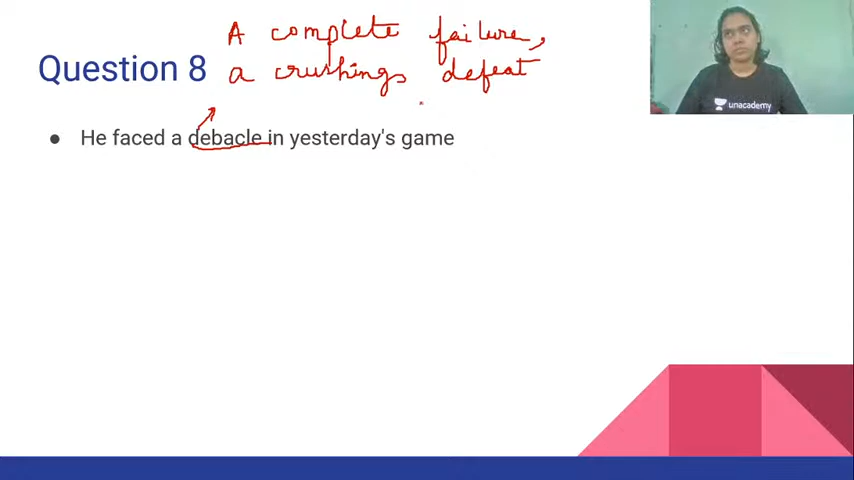 A complete failure,
Question 8 a crushings defeat
unacademy
● He faced a debacle in yesterday's game